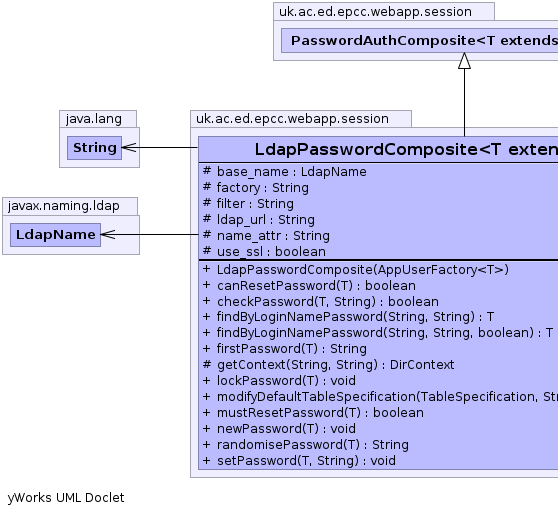 uk.ac.ed.epcc.webapp.session
PasswordAuthComposite<T extends
java.lang
String
uk.ac.ed.epcc.webapp.session
LdapPasswordComposite<T exten
javax.naming.ldap
LdapName
# base_name : LdapName
# factory : String
# filter : String
# ldap_url : String
# name_attr : String
# use_ssl : boolean
+ LdapPasswordComposite(AppUserFactory<T>)
+ canResetPassword(T) : boolean
+ checkPassword(T, String) : boolean
+ findByLoginNamePassword(String, String) : T
+ findByLoginNamePassword(String, String, boolean) : T
+ firstPassword(T) : String
# getContext(String, String) : DirContext
+ lockPassword(T) : void
+ modifyDefaultTableSpecification(TableSpecification, Str
+ mustResetPassword(T) : boolean
+ newPassword(T) : void
+ randomisePassword(T) : String
+ setPassword(T, String) : void
yWorks UML Doclet